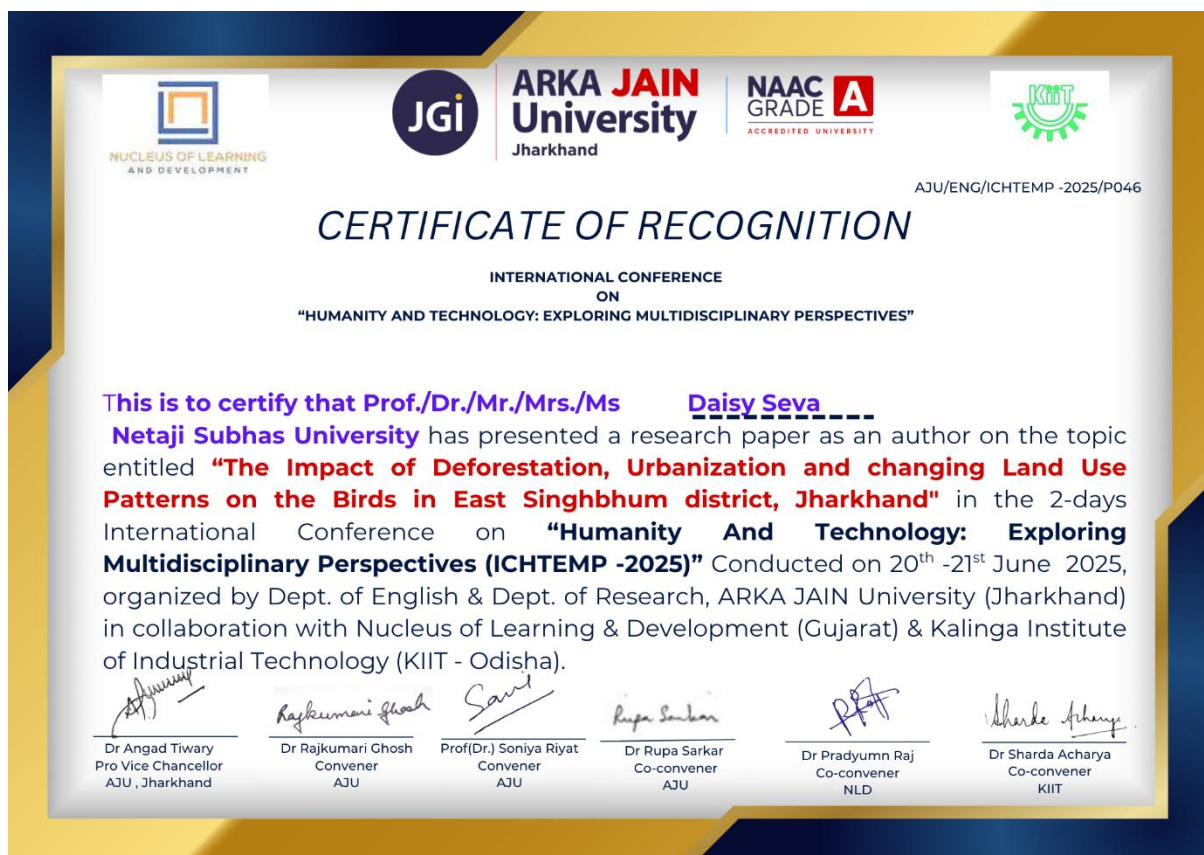 NUCLEUS OF LEARNING
AND DEVELOPMENT
JGi
ARKA JAIN
University
Jharkhand
NAAC
GRADE A
ACCREDITED UNIVERSITY
KiiT
AJU/ENG/ICHTEMP -2025/P046
CERTIFICATE OF RECOGNITION
INTERNATIONAL CONFERENCE
ON
“HUMANITY AND TECHNOLOGY: EXPLORING MULTIDISCIPLINARY PERSPECTIVES”
This is to certify that Prof./Dr./Mr./Mrs./Ms Daisy Seva
Netaji Subhas University has presented a research paper as an author on the topic
entitled “The Impact of Deforestation, Urbanization and changing Land Use
Patterns on the Birds in East Singhbhum district, Jharkhand" in the 2-days
International Conference on “Humanity And Technology: Exploring
Multidisciplinary Perspectives (ICHTEMP -2025)” Conducted on 20th -21st June 2025,
organized by Dept. of English & Dept. of Research, ARKA JAIN University (Jharkhand)
in collaboration with Nucleus of Learning & Development (Gujarat) & Kalinga Institute
of Industrial Technology (KIIT - Odisha).
Rajkumari Ghosh
Rupa Sarkar
Sharda Acharya
Dr Angad Tiwary
Pro Vice Chancellor
AJU , Jharkhand
Dr Rajkumari Ghosh
Convener
AJU
Prof(Dr.) Soniya Riyat
Convener
AJU
Dr Rupa Sarkar
Co-convener
AJU
Dr Pradyumn Raj
Co-convener
NLD
Dr Sharda Acharya
Co-convener
KIIT